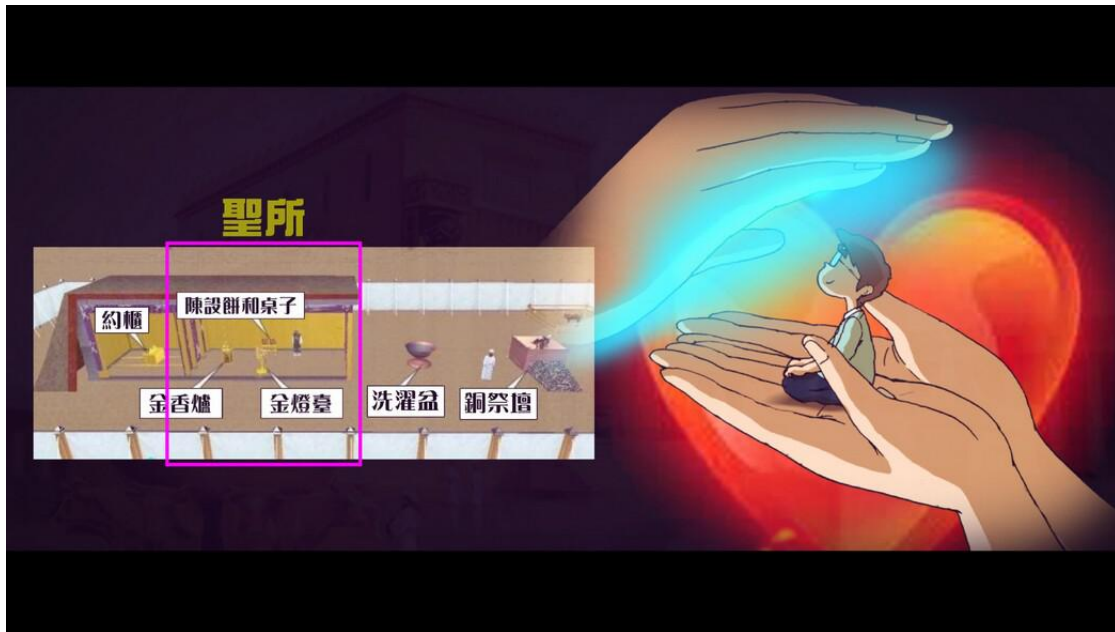 聖所
約櫃
陳設餅和桌子
金香爐
金燈臺
洗濯盆
銅祭壇